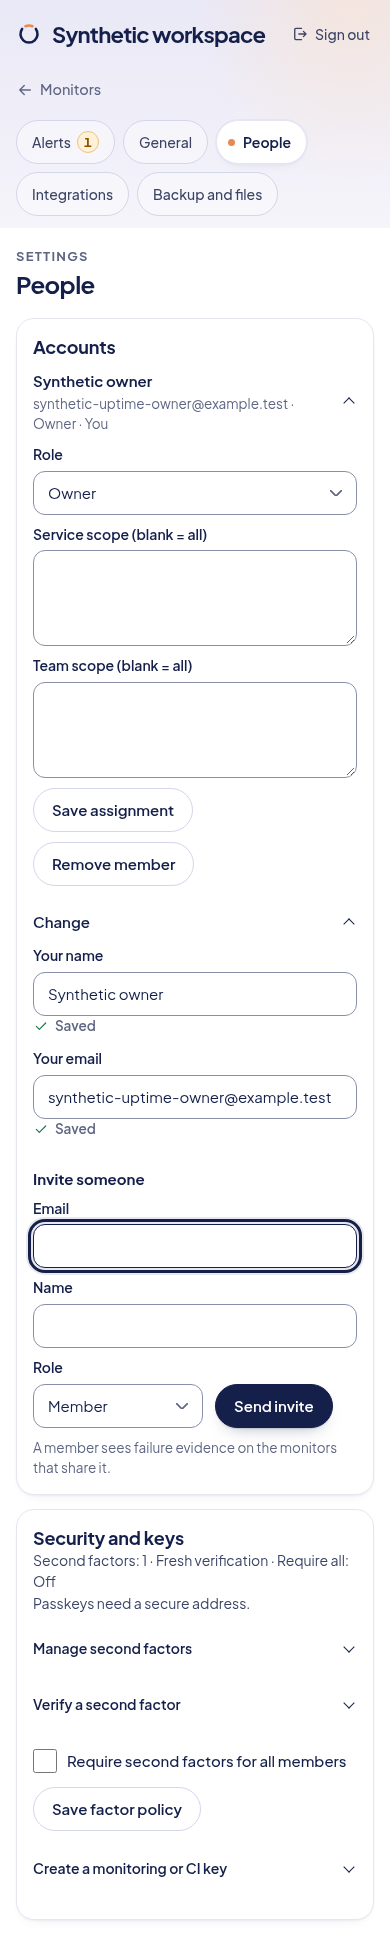 Synthetic workspace
Sign out
Monitors
Alerts 1
General
People
Integrations
Backup and files
SETTINGS
People
Accounts
Synthetic owner
synthetic-uptime-owner@example.test ·
Owner · You
Role
Owner
Service scope (blank = all)
Team scope (blank = all)
Save assignment
Remove member
Change
Your name
Synthetic owner
Saved
Your email
synthetic-uptime-owner@example.test
Saved
Invite someone
Email
Name
Role
Member
Send invite
A member sees failure evidence on the monitors
that share it.
Security and keys
Second factors: 1 · Fresh verification · Require all:
Off
Passkeys need a secure address.
Manage second factors
Verify a second factor
Require second factors for all members
Save factor policy
Create a monitoring or CI key